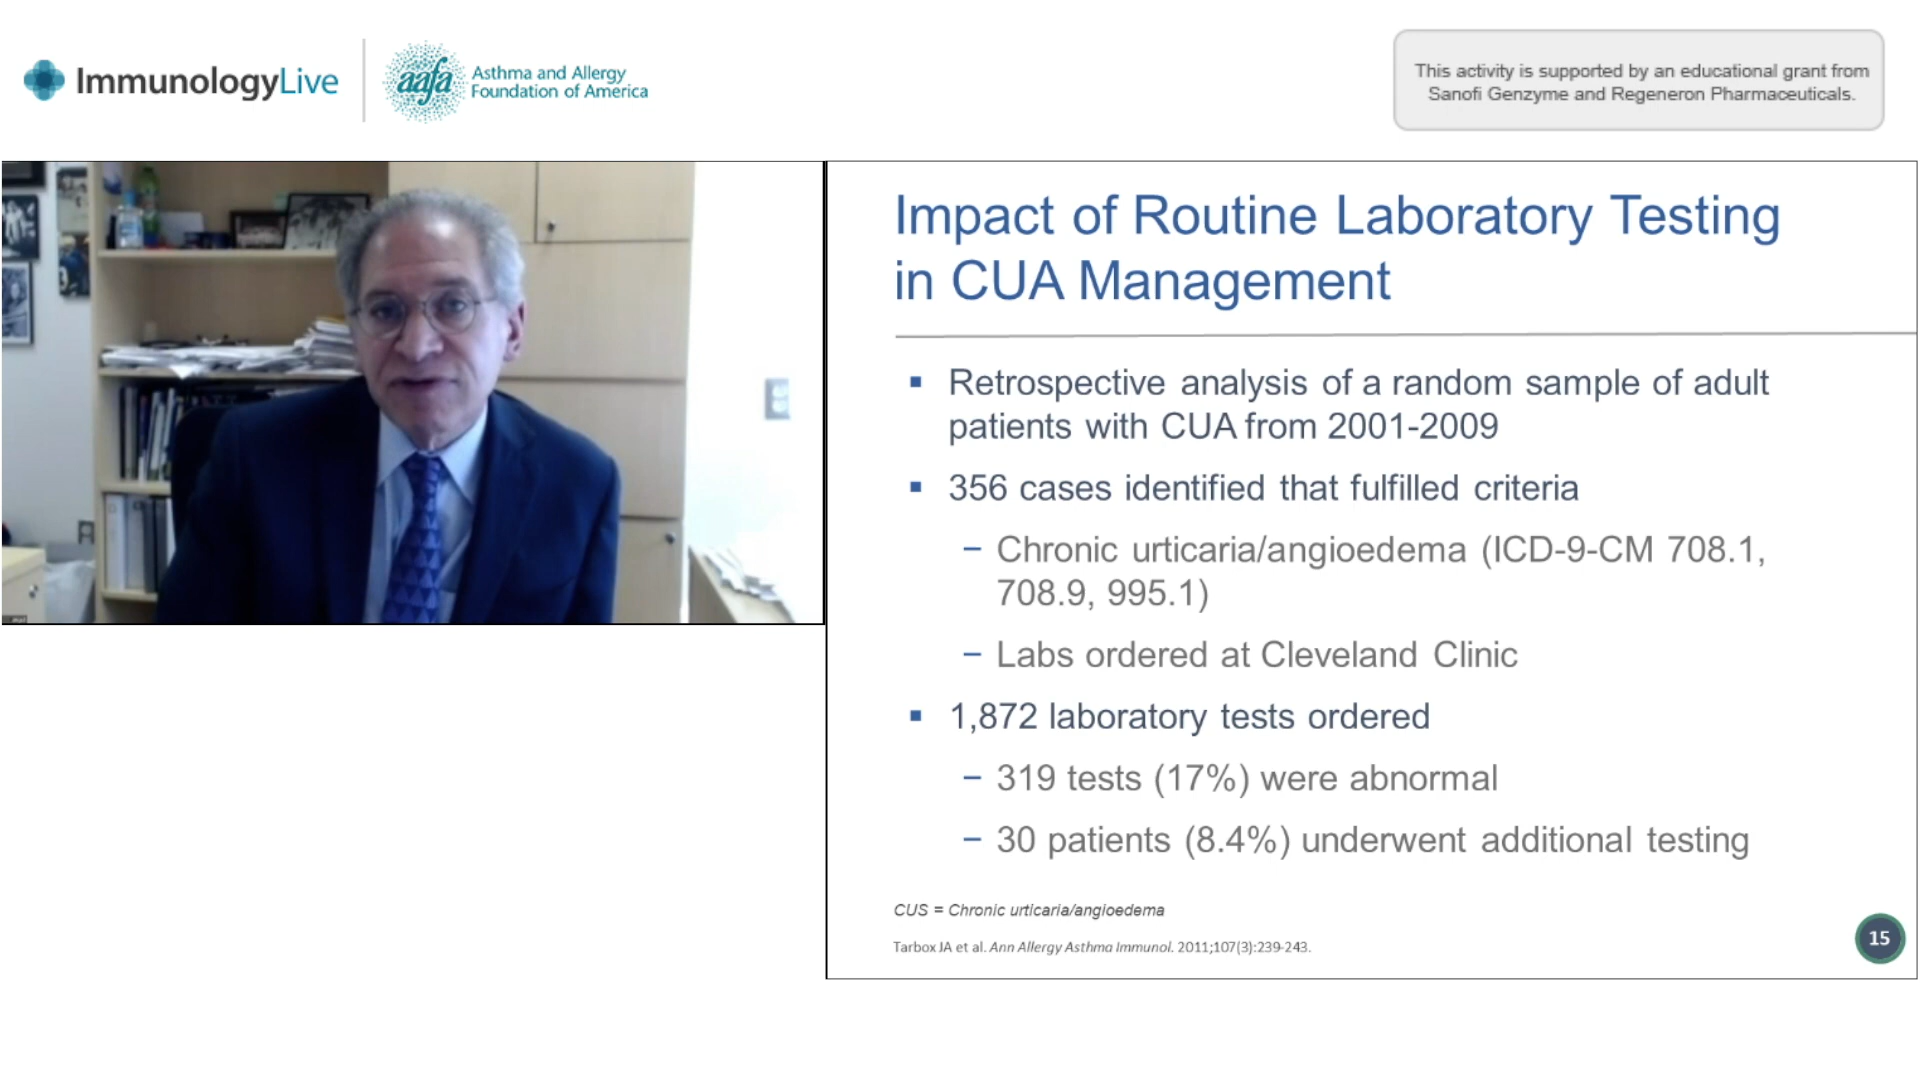 ImmunologyLive
aafa
Asthma and Allergy
Foundation of America
This activity is supported by an educational grant from
Sanofi Genzyme and Regeneron Pharmaceuticals.
Impact of Routine Laboratory Testing
in CUA Management
▪ Retrospective analysis of a random sample of adult
patients with CUA from 2001-2009
▪ 356 cases identified that fulfilled criteria
− Chronic urticaria/angioedema (ICD-9-CM 708.1,
708.9, 995.1)
− Labs ordered at Cleveland Clinic
▪ 1,872 laboratory tests ordered
− 319 tests (17%) were abnormal
− 30 patients (8.4%) underwent additional testing
CUS = Chronic urticaria/angioedema
Tarbox JA et al. Ann Allergy Asthma Immunol. 2011;107(3):239-243.
15